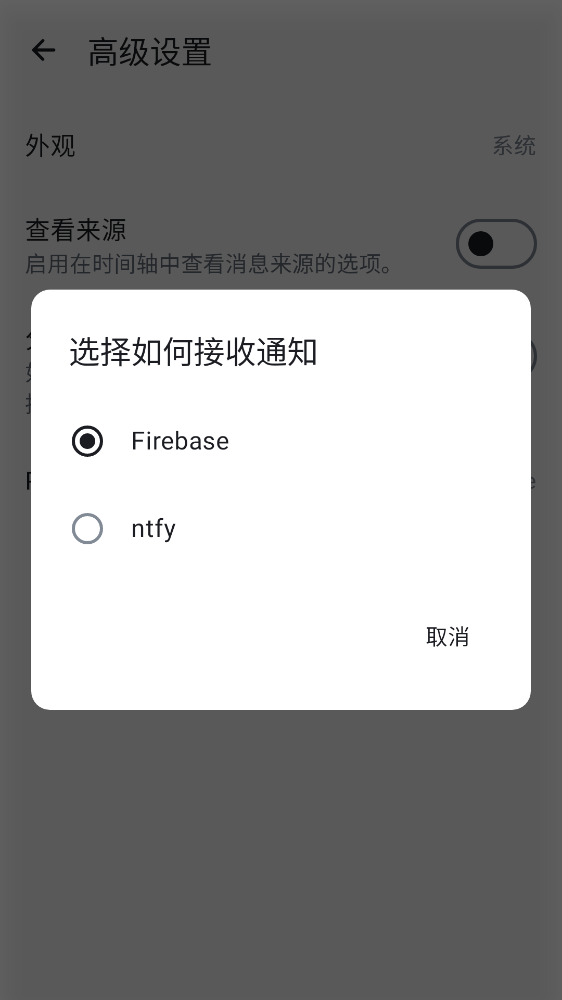 高级设置
外观
系统
查看来源
启用在时间轴中查看消息来源的选项。
选择如何接收通知
Firebase
ntfy
取消